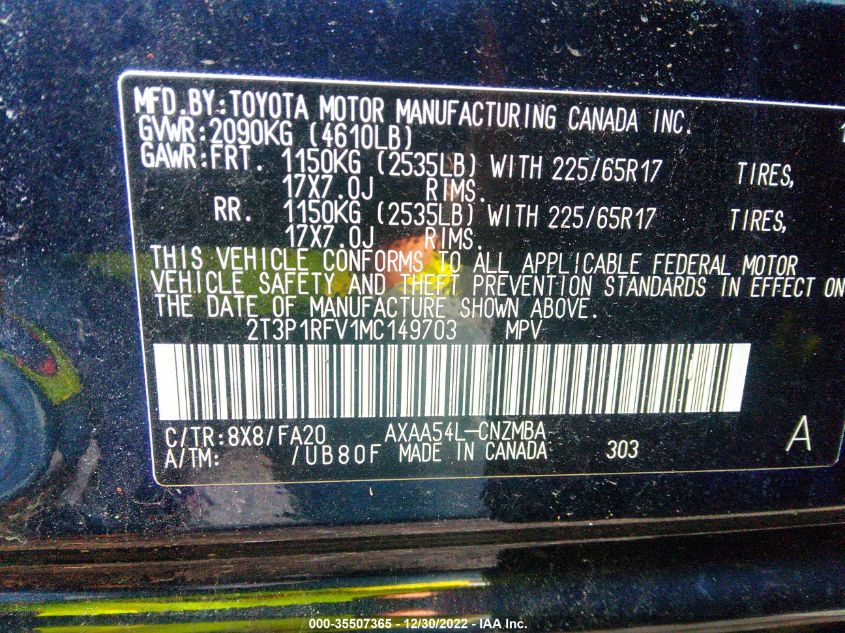 MFD.BY:TOYOTA MOTOR MANUFACTURING CANADA INC.
GVWR:2090KG (4610LB)
GAWR:FRT. 1150KG (2535LB) WITH 225/65R17 TIRES,
17X7.0J RIMS.
RR. 1150KG (2535LB) WITH 225/65R17 TIRES,
17X7.0J RIMS.
THIS VEHICLE CONFORMS TO ALL APPLICABLE FEDERAL MOTOR
VEHICLE SAFETY AND THEFT PREVENTION STANDARDS IN EFFECT ON
THE DATE OF MANUFACTURE SHOWN ABOVE.
2T3P1RFV1MC149703 MPV
C/TR:8X8/FA20 AXAA54L-CNZMBA
A/TM: /UB80F MADE IN CANADA 303 A
000-35507365 - 12/30/2022 - IAA Inc.